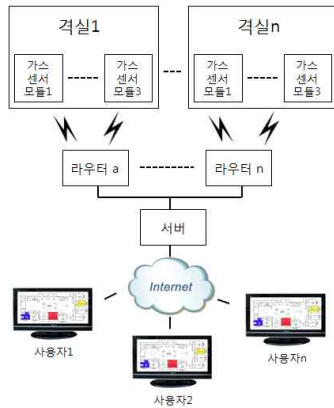 격실1 격실n
가스 가스 가스 가스
센서 센서 센서 센서
모듈1 모듈3 모듈1 모듈3
라우터 a 라우터 n
서버
Internet
사용자1 사용자n
사용자2